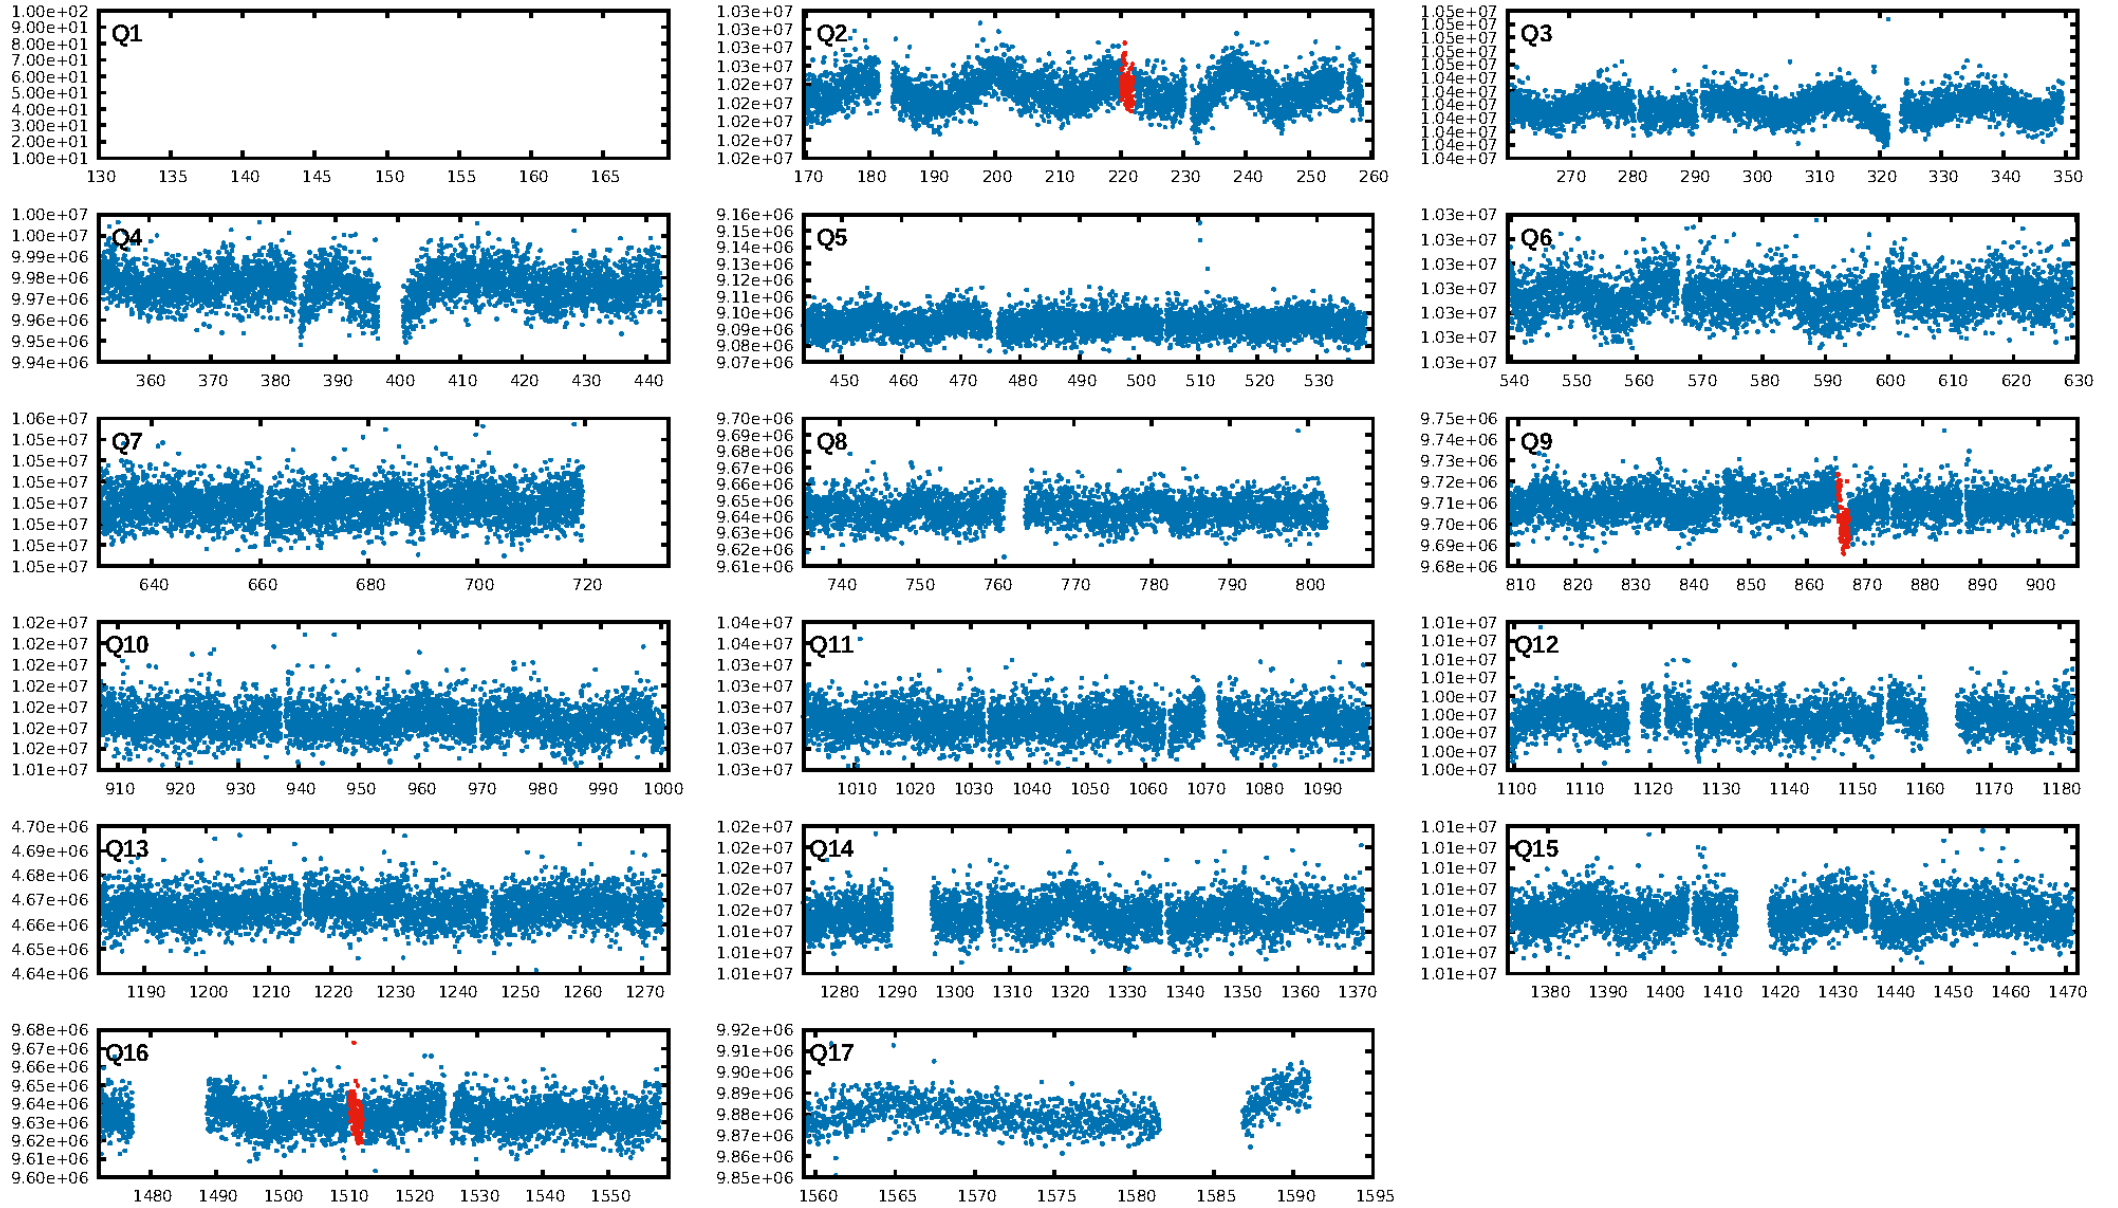 Q1
1.00e+02
9.00e+01
8.00e+01
7.00e+01
6.00e+01
5.00e+01
4.00e+01
3.00e+01
2.00e+01
1.00e+01
130 135 140 145 150 155 160 165
Q2
1.03e+07
1.03e+07
1.03e+07
1.03e+07
1.02e+07
1.02e+07
1.02e+07
1.02e+07
1.02e+07
170 180 190 200 210 220 230 240 250 260
Q3
1.05e+07
1.05e+07
1.05e+07
1.05e+07
1.05e+07
1.04e+07
1.04e+07
1.04e+07
1.04e+07
1.04e+07
1.04e+07
1.04e+07
270 280 290 300 310 320 330 340 350
Q4
1.00e+07
1.00e+07
9.99e+06
9.98e+06
9.97e+06
9.96e+06
9.95e+06
9.94e+06
360 370 380 390 400 410 420 430 440
Q5
9.16e+06
9.14e+06
9.13e+06
9.12e+06
9.11e+06
9.10e+06
9.09e+06
9.08e+06
9.07e+06
450 460 470 480 490 500 510 520 530
Q6
1.03e+07
1.03e+07
1.03e+07
1.03e+07
1.03e+07
1.03e+07
1.03e+07
540 550 560 570 580 590 600 610 620 630
Q7
1.06e+07
1.05e+07
1.05e+07
1.05e+07
1.05e+07
1.05e+07
1.05e+07
1.05e+07
640 660 680 700 720
Q8
9.70e+06
9.69e+06
9.68e+06
9.67e+06
9.66e+06
9.65e+06
9.64e+06
9.63e+06
9.62e+06
9.61e+06
740 750 760 770 780 790 800
Q9
9.75e+06
9.74e+06
9.73e+06
9.72e+06
9.71e+06
9.70e+06
9.69e+06
9.68e+06
810 820 830 840 850 860 870 880 890 900
Q10
1.02e+07
1.02e+07
1.02e+07
1.02e+07
1.02e+07
1.02e+07
1.02e+07
1.01e+07
910 920 930 940 950 960 970 980 990 1000
Q11
1.04e+07
1.04e+07
1.03e+07
1.03e+07
1.03e+07
1.03e+07
1.03e+07
1.03e+07
1010 1020 1030 1040 1050 1060 1070 1080 1090
Q12
1.01e+07
1.01e+07
1.01e+07
1.01e+07
1.00e+07
1.00e+07
1.00e+07
1.00e+07
1.00e+07
1100 1110 1120 1130 1140 1150 1160 1170 1180
Q13
4.70e+06
4.69e+06
4.68e+06
4.67e+06
4.66e+06
4.65e+06
4.64e+06
1190 1200 1210 1220 1230 1240 1250 1260 1270
Q14
1.02e+07
1.02e+07
1.02e+07
1.02e+07
1.02e+07
1.01e+07
1.01e+07
1.01e+07
1280 1290 1300 1310 1320 1330 1340 1350 1360 1370
Q15
1.01e+07
1.01e+07
1.01e+07
1.01e+07
1.01e+07
1.01e+07
1.01e+07
1.01e+07
1380 1390 1400 1410 1420 1430 1440 1450 1460 1470
Q16
9.68e+06
9.67e+06
9.66e+06
9.65e+06
9.64e+06
9.63e+06
9.62e+06
9.61e+06
9.60e+06
1480 1490 1500 1510 1520 1530 1540 1550
Q17
9.92e+06
9.91e+06
9.90e+06
9.89e+06
9.88e+06
9.87e+06
9.86e+06
9.85e+06
1560 1565 1570 1575 1580 1585 1590 1595